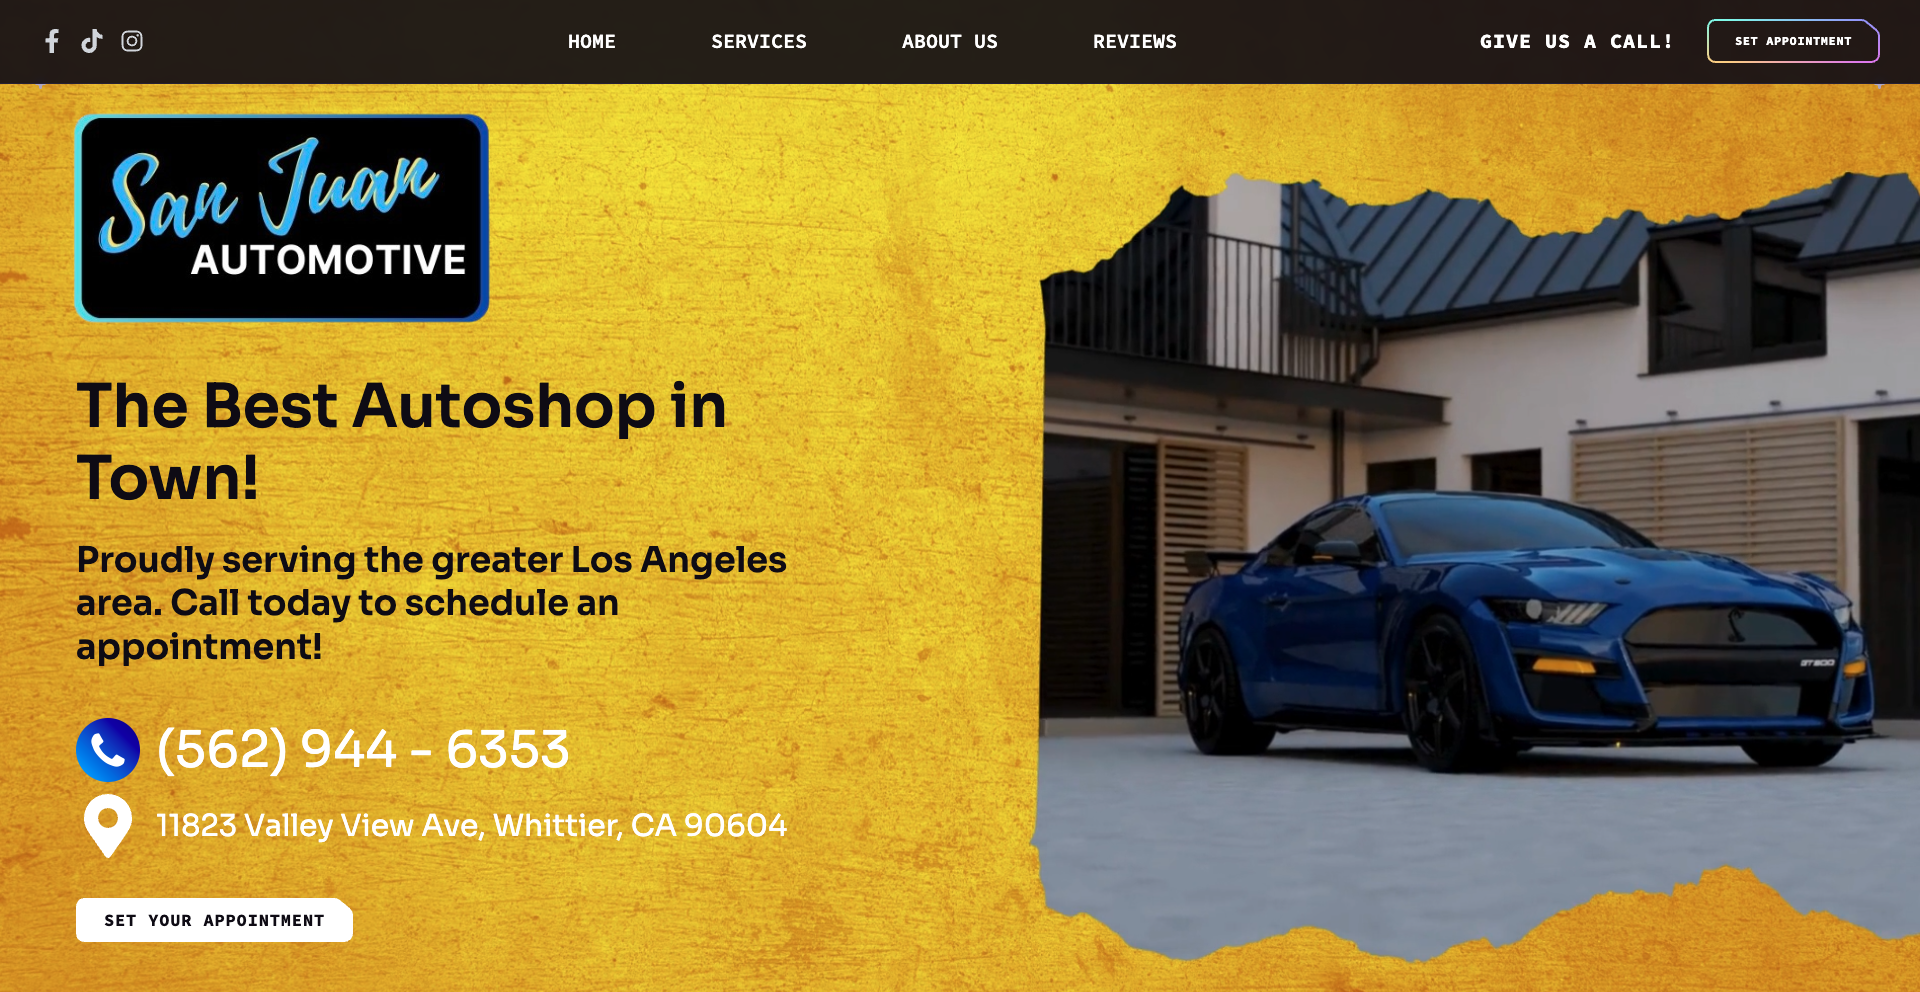 HOME
SERVICES
ABOUT US
REVIEWS
GIVE US A CALL!
SET APPOINTMENT
San Juan
AUTOMOTIVE
The Best Autoshop in
Town!
Proudly serving the greater Los Angeles
area. Call today to schedule an
appointment!
(562) 944 - 6353
11823 Valley View Ave, Whittier, CA 90604
SET YOUR APPOINTMENT
GT500